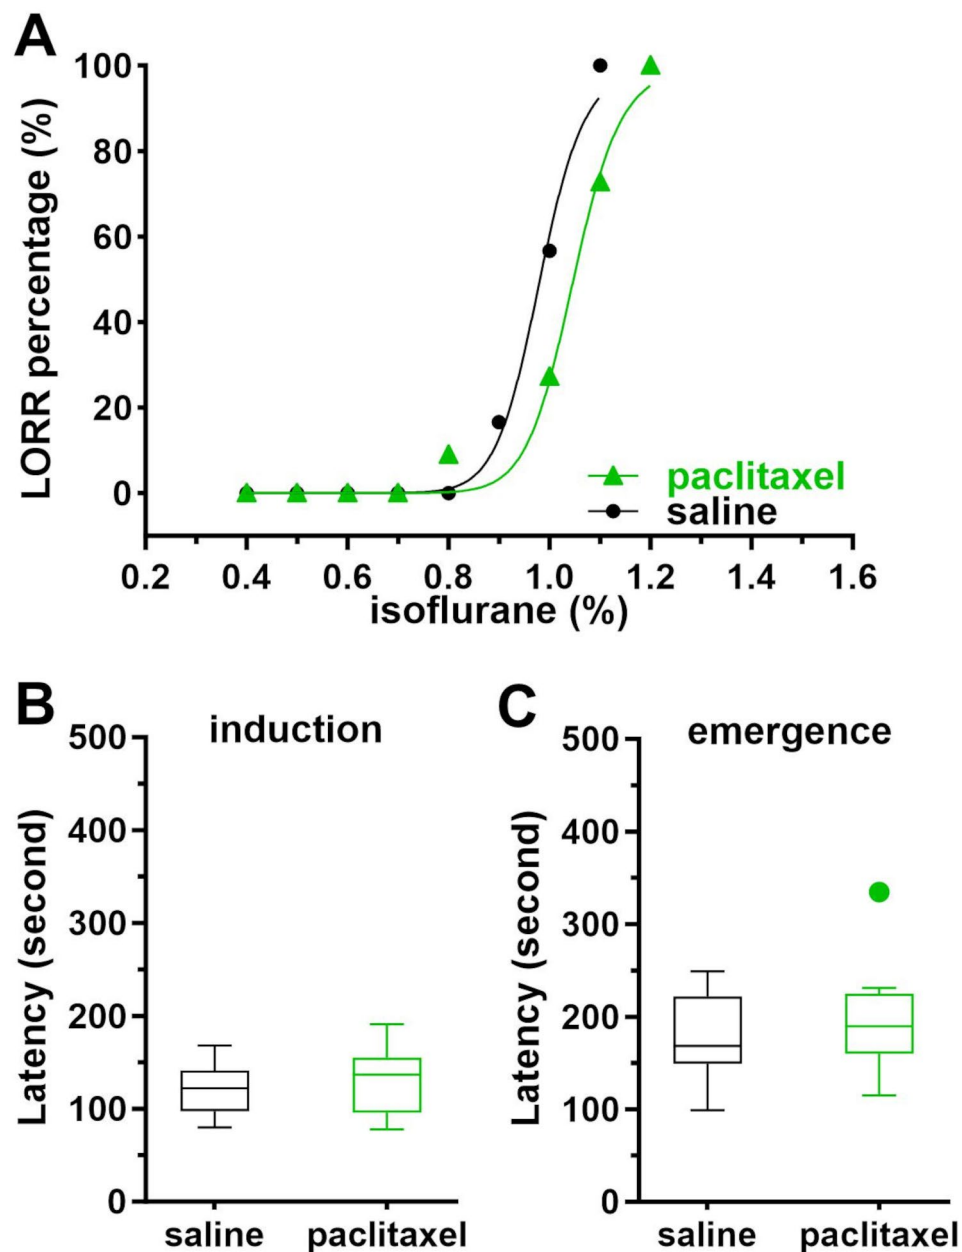 A
LORR percentage (%)
100
80
60
40
20
0
paclitaxel
saline
0.2 0.4 0.6 0.8 1.0 1.2 1.4 1.6
isoflurane (%)
B
induction
Latency (second)
500
400
300
200
100
0
saline paclitaxel
C
emergence
Latency (second)
500
400
300
200
100
0
saline paclitaxel